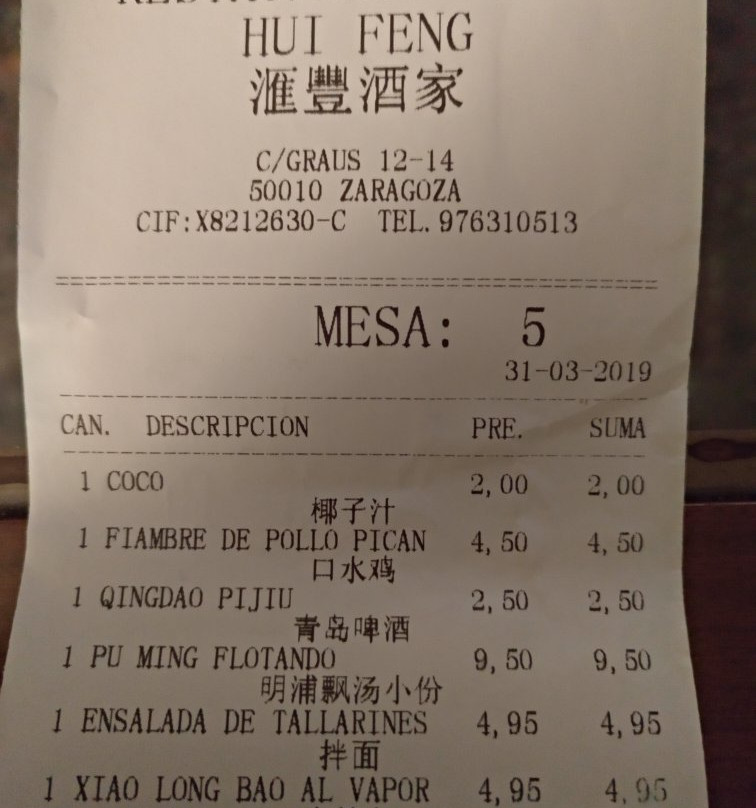 HUI FENG
滙豐酒家
C/GRAUS 12-14
50010 ZARAGOZA
CIF:X8212630-C TEL.976310513
MESA: 5
31-03-2019
CAN. DESCRIPCION PRE. SUMA
1 COCO 2,00 2,00
椰子汁
1 FIAMBRE DE POLLO PICAN 4,50 4,50
口水鸡
1 QINGDAO PIJIU 2,50 2,50
青岛啤酒
1 PU MING FLOTANDO 9,50 9,50
明浦飘汤小份
1 ENSALADA DE TALLARINES 4,95 4,95
拌面
1 XIAO LONG BAO AL VAPOR 4,95 4,95